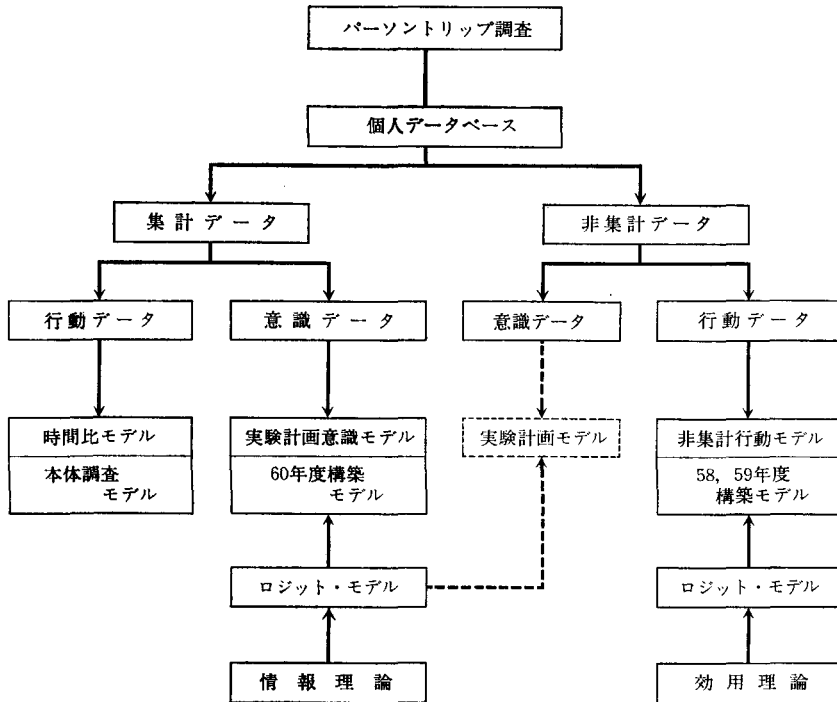 パーソントリップ調査
個人データベース
集計データ
非集計データ
行動データ
意識データ
意識データ
行動データ
時間比モデル
本体調査
モデル
実験計画意識モデル
60年度構築
モデル
実験計画モデル
非集計行動モデル
58, 59年度
構築モデル
ロジット・モデル
ロジット・モデル
情報理論
効用理論